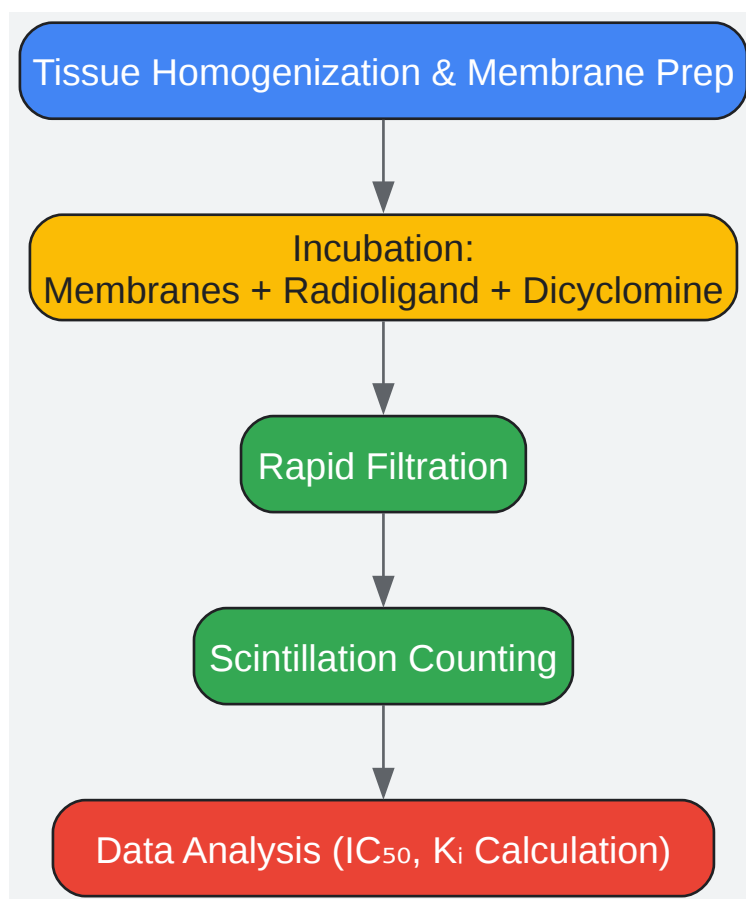 Tissue Homogenization & Membrane Prep
Incubation:
Membranes + Radioligand + Dicyclomine
Rapid Filtration
Scintillation Counting
Data Analysis (IC₅₀, Kᵢ Calculation)